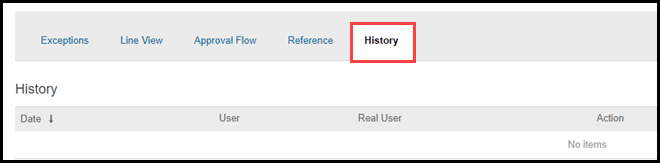 Exceptions Line View Approval Flow Reference History
History
Date ↓ User Real User Action
No items